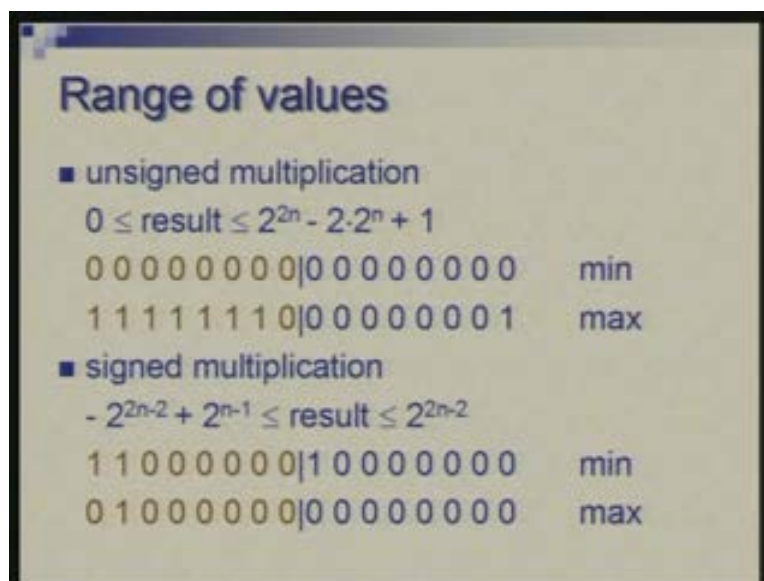 Range of values
■ unsigned multiplication
0 ≤ result ≤ 2²ⁿ - 2·2ⁿ + 1
0 0 0 0 0 0 0 0|0 0 0 0 0 0 0 0 min
1 1 1 1 1 1 1 0|0 0 0 0 0 0 0 1 max
■ signed multiplication
- 2²ⁿ⁻² + 2ⁿ⁻¹ ≤ result ≤ 2²ⁿ⁻²
1 1 0 0 0 0 0 0|1 0 0 0 0 0 0 0 min
0 1 0 0 0 0 0 0|0 0 0 0 0 0 0 0 max